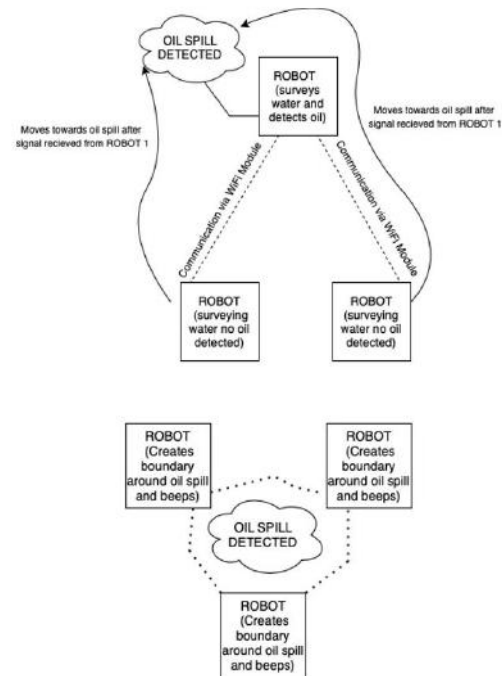 OIL SPILL
DETECTED
ROBOT
(surveys
water and
detects oil)
Moves towards oil spill after
signal recieved from ROBOT 1
Moves towards oil spill after
signal recieved from ROBOT 1
Communication via WiFi Module
Communication via WiFi Module
ROBOT
(surveying
water no oil
detected)
ROBOT
(surveying
water no oil
detected)
ROBOT
(Creates
boundary
around oil spill
and beeps)
ROBOT
(Creates
boundary
around oil spill
and beeps)
OIL SPILL
DETECTED
ROBOT
(Creates
boundary
around oil spill
and beeps)